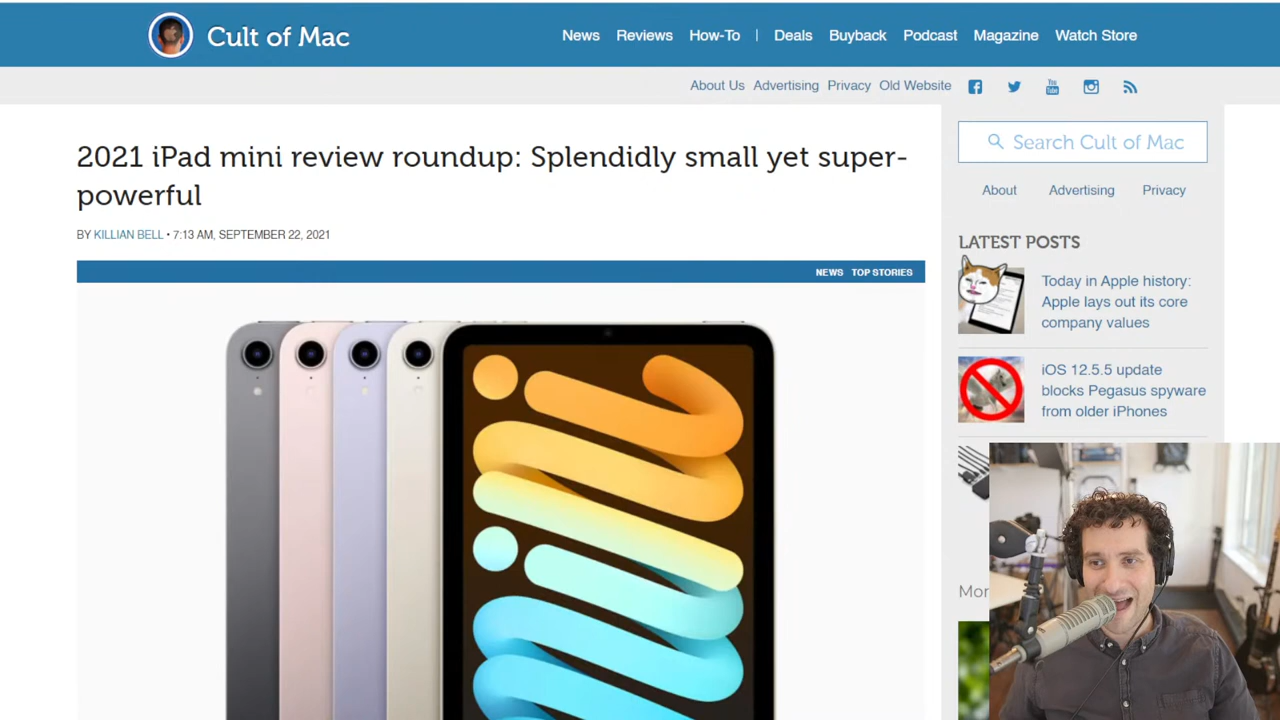 Cult of Mac
News Reviews How-To | Deals Buyback Podcast Magazine Watch Store
About Us Advertising Privacy Old Website
2021 iPad mini review roundup: Splendidly small yet super-
powerful
BY KILLIAN BELL • 7:13 AM, SEPTEMBER 22, 2021
NEWS TOP STORIES
Search Cult of Mac
About Advertising Privacy
LATEST POSTS
Today in Apple history:
Apple lays out its core
company values
iOS 12.5.5 update
blocks Pegasus spyware
from older iPhones